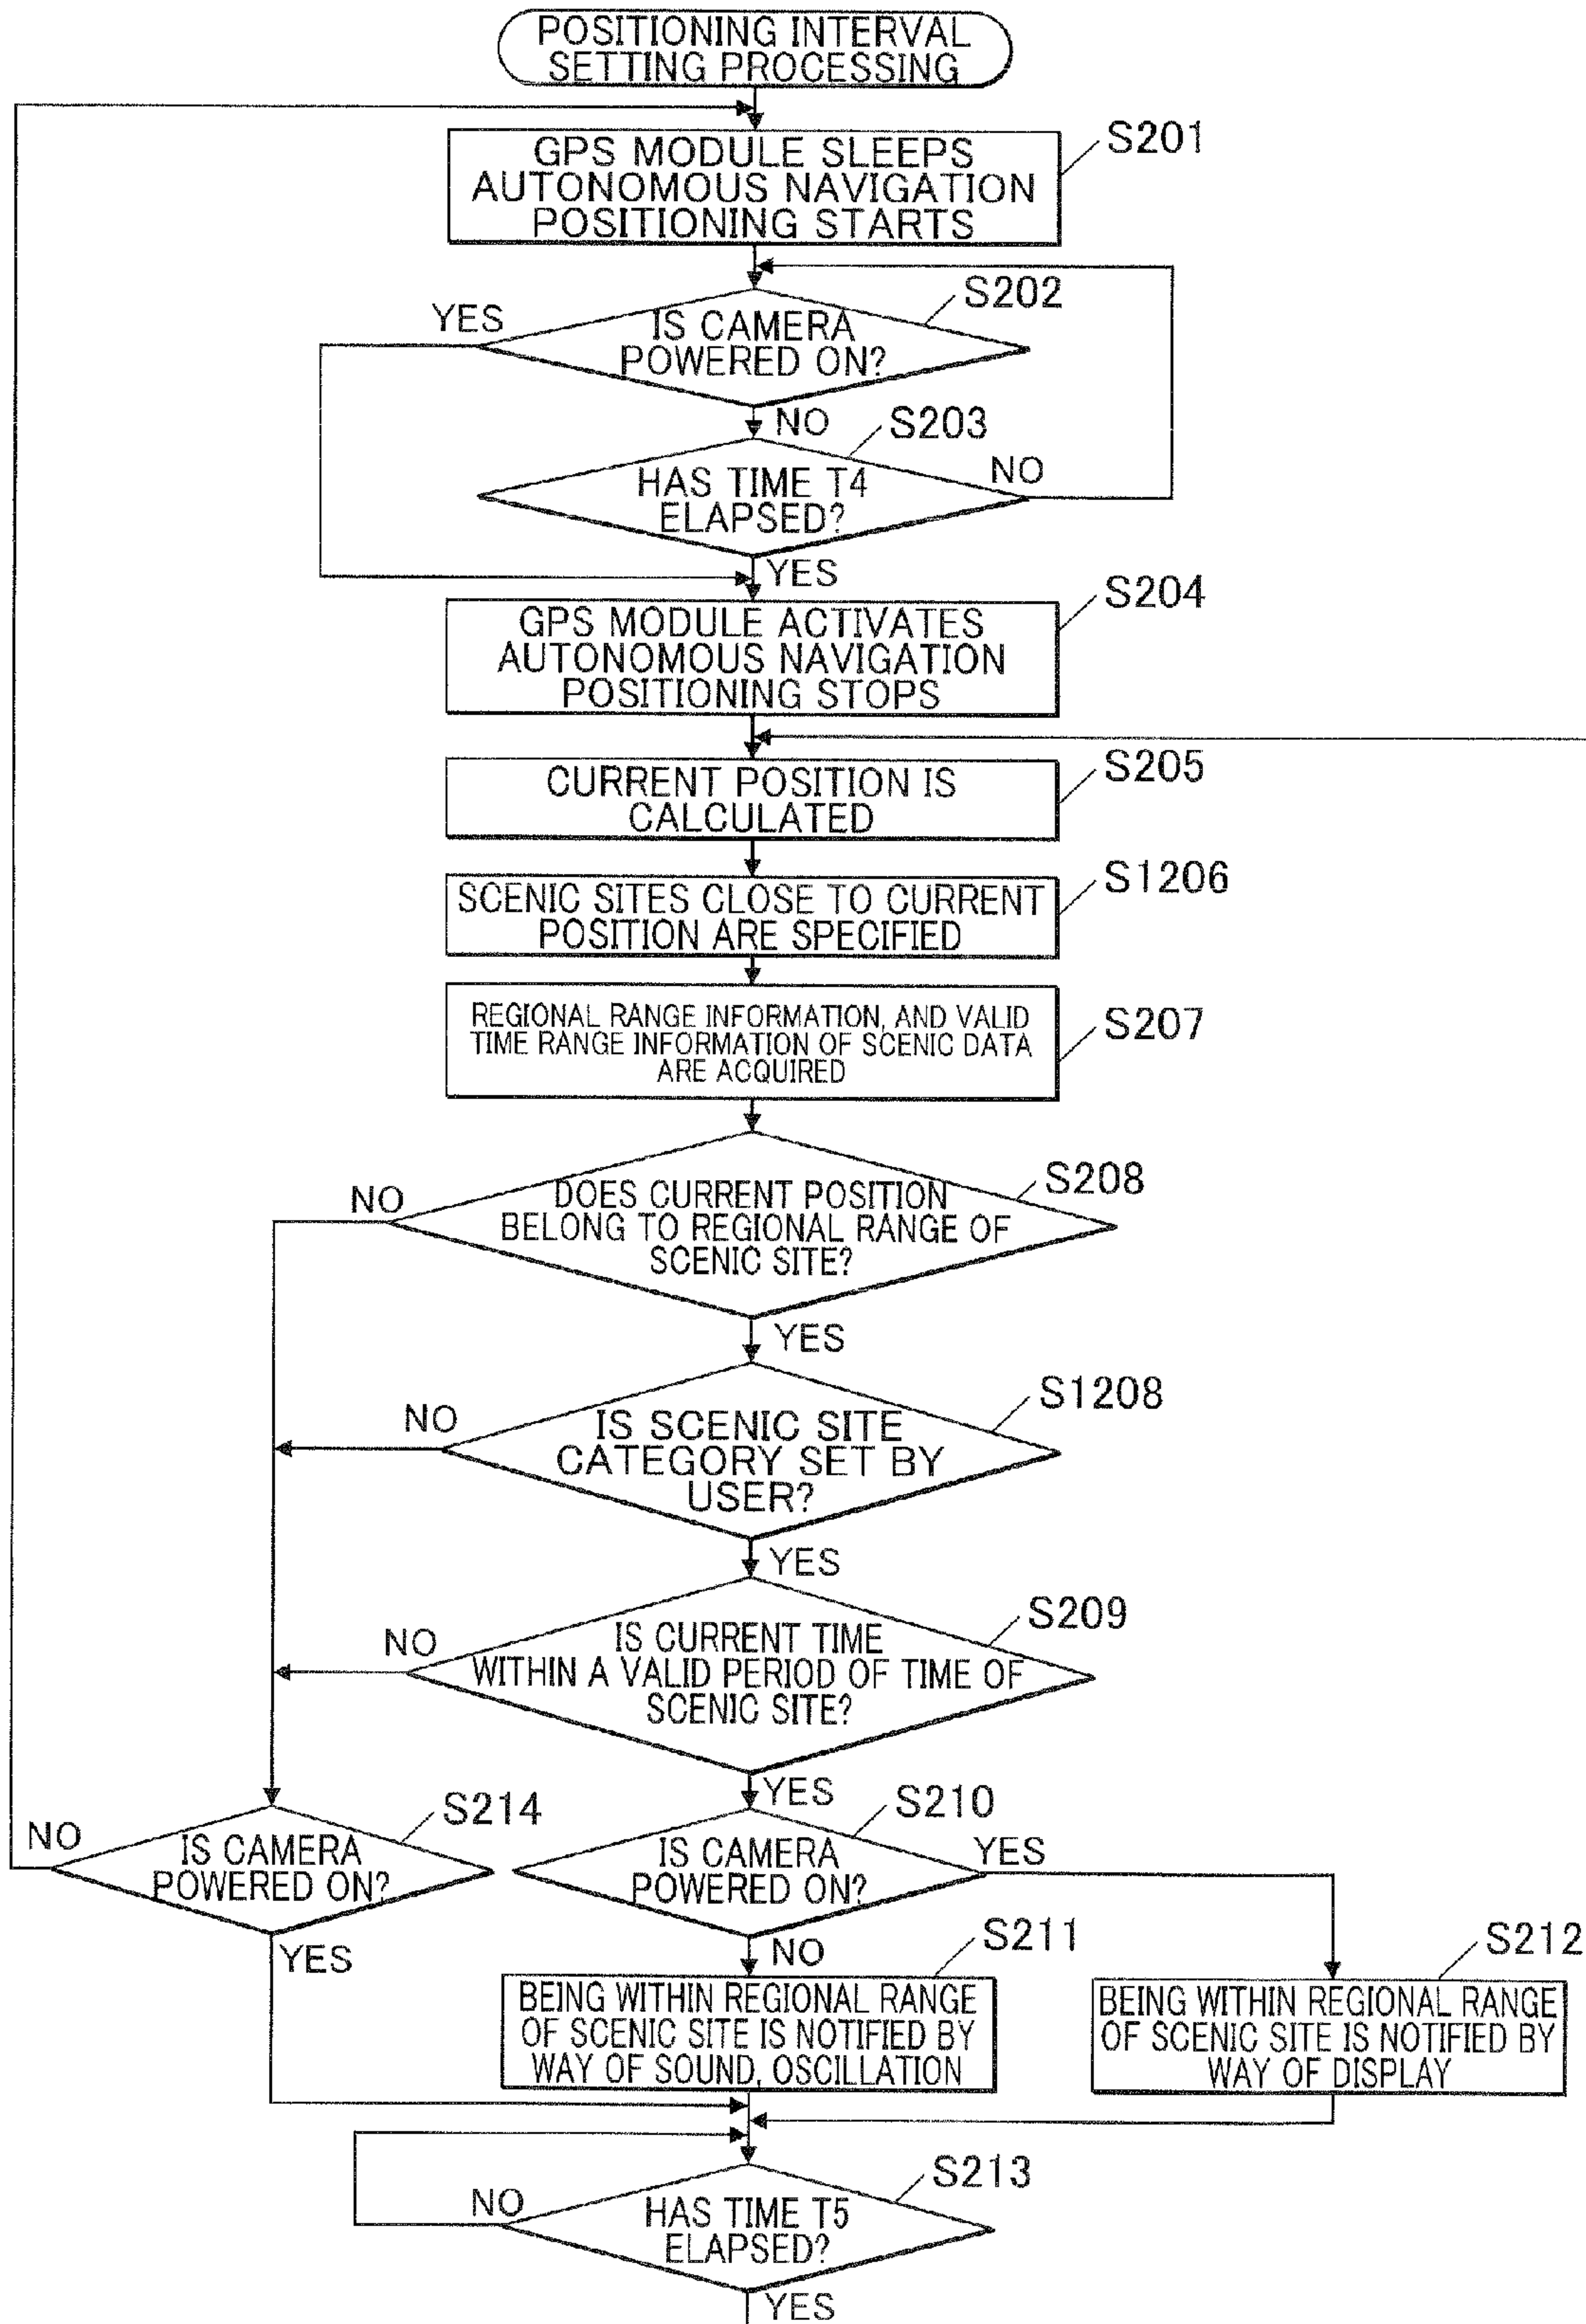 POSITIONING INTERVAL
SETTING PROCESSING
S201
GPS MODULE SLEEPS
AUTONOMOUS NAVIGATION
POSITIONING STARTS
S202
YES
IS CAMERA
POWERED ON?
NO
S203
HAS TIME T4
ELAPSED?
NO
YES
S204
GPS MODULE ACTIVATES
AUTONOMOUS NAVIGATION
POSITIONING STOPS
S205
CURRENT POSITION IS
CALCULATED
S1206
SCENIC SITES CLOSE TO CURRENT
POSITION ARE SPECIFIED
S207
REGIONAL RANGE INFORMATION, AND VALID
TIME RANGE INFORMATION OF SCENIC DATA
ARE ACQUIRED
S208
NO
DOES CURRENT POSITION
BELONG TO REGIONAL RANGE OF
SCENIC SITE?
YES
S1208
NO
IS SCENIC SITE
CATEGORY SET BY
USER?
YES
S209
NO
IS CURRENT TIME
WITHIN A VALID PERIOD OF TIME OF
SCENIC SITE?
YES
S214
NO
IS CAMERA
POWERED ON?
YES
S210
IS CAMERA
POWERED ON?
YES
NO
S211
BEING WITHIN REGIONAL RANGE
OF SCENIC SITE IS NOTIFIED BY
WAY OF SOUND, OSCILLATION
S212
BEING WITHIN REGIONAL RANGE
OF SCENIC SITE IS NOTIFIED BY
WAY OF DISPLAY
S213
NO
HAS TIME T5
ELAPSED?
YES